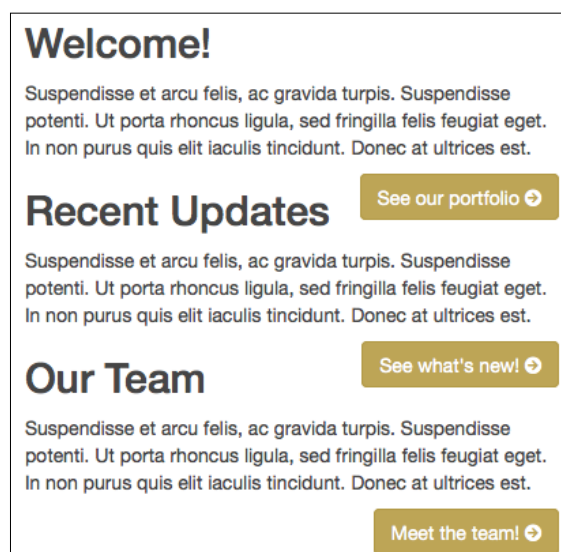 Welcome!
Suspendisse et arcu felis, ac gravida turpis. Suspendisse
potenti. Ut porta rhoncus ligula, sed fringilla felis feugiat eget.
In non purus quis elit iaculis tincidunt. Donec at ultrices est.
See our portfolio
Recent Updates
Suspendisse et arcu felis, ac gravida turpis. Suspendisse
potenti. Ut porta rhoncus ligula, sed fringilla felis feugiat eget.
In non purus quis elit iaculis tincidunt. Donec at ultrices est.
See what's new!
Our Team
Suspendisse et arcu felis, ac gravida turpis. Suspendisse
potenti. Ut porta rhoncus ligula, sed fringilla felis feugiat eget.
In non purus quis elit iaculis tincidunt. Donec at ultrices est.
Meet the team!